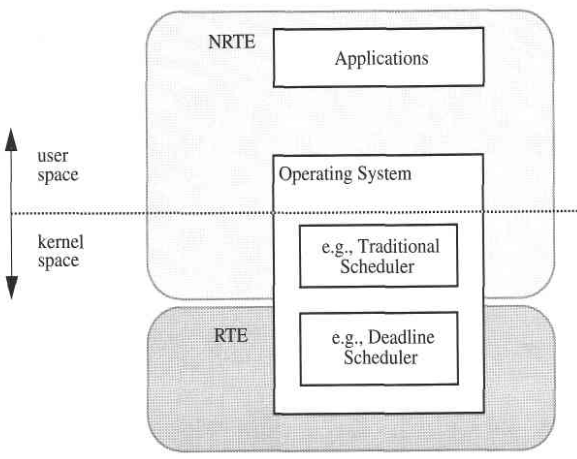 NRTE
Applications
user
space
Operating System
kernel
space
e.g., Traditional
Scheduler
RTE
e.g., Deadline
Scheduler